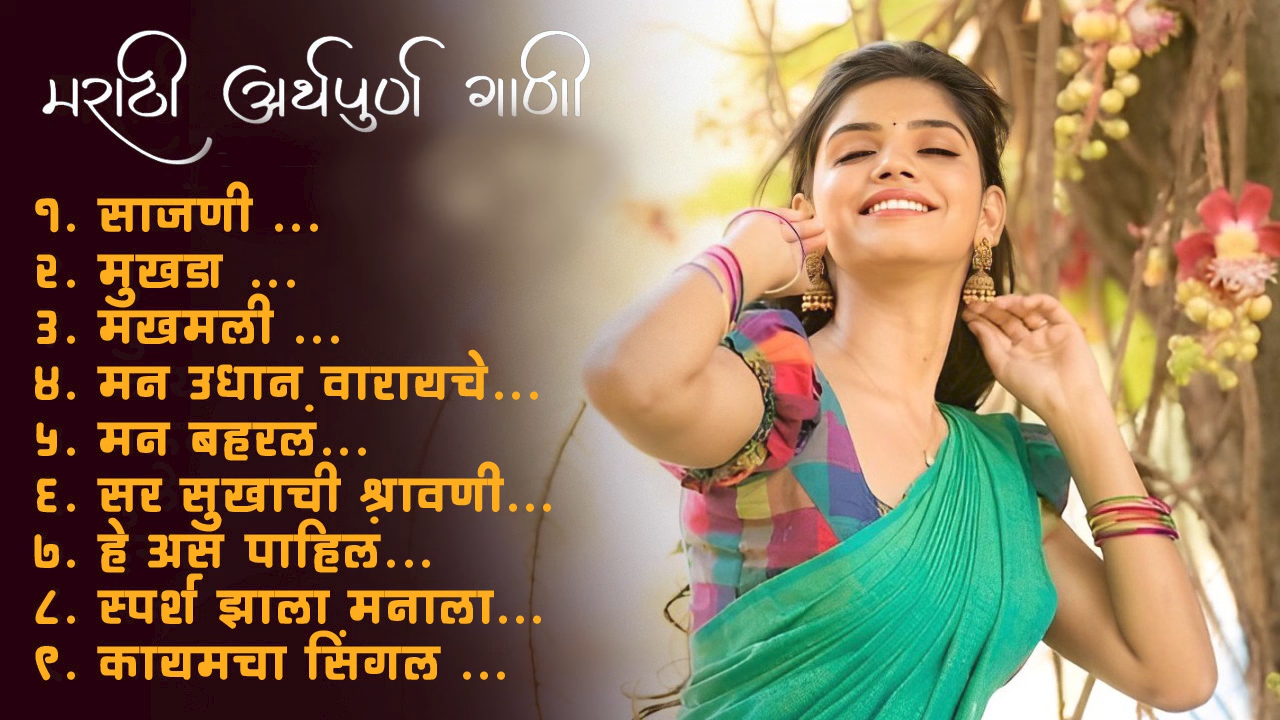 मराठी अर्थपुर्ण गाणी
१. साजणी ...
२. मुखडा ...
३. मखमली ...
४. मन उधान वारायचे...
५. मन बहरलं...
६. सर सुखाची श्रावणी...
७. हे असं पाहिलं...
८. स्पर्श झाला मनाला...
९. कायमचा सिंगल ...